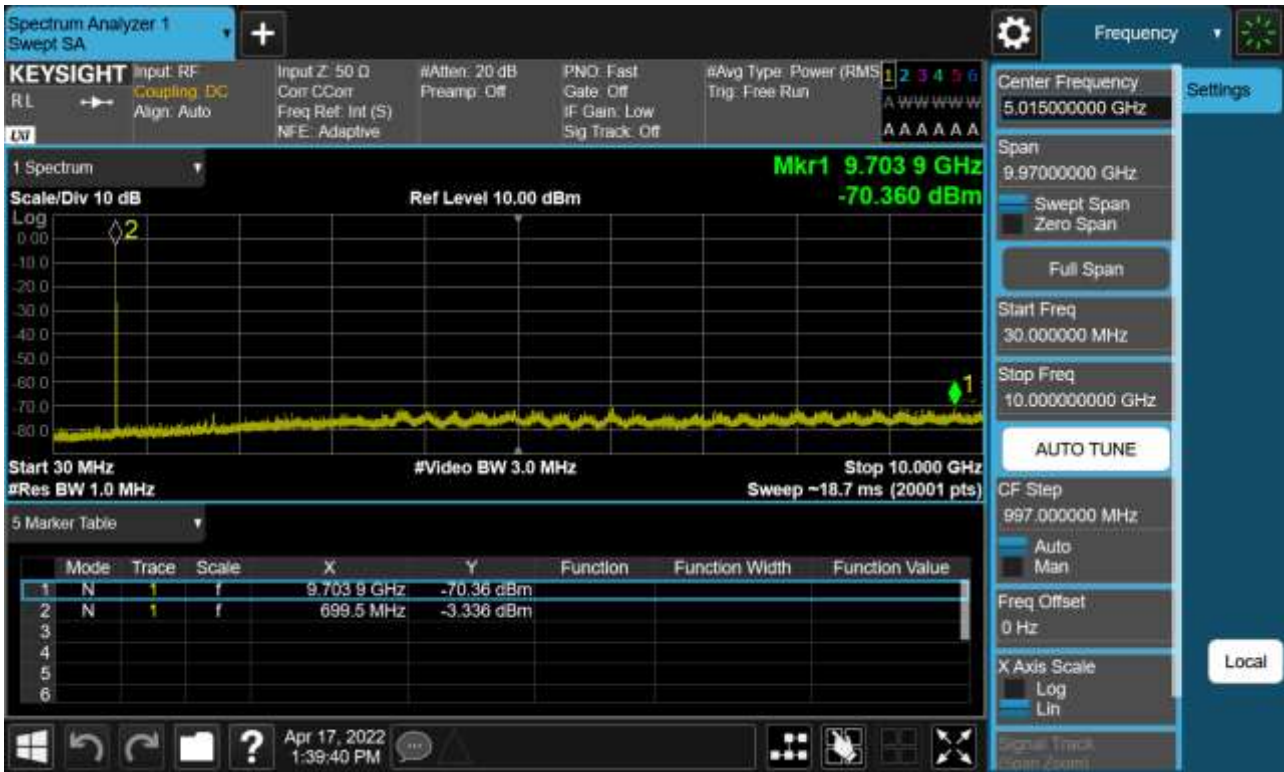 Spectrum Analyzer 1
Swept SA
+
Frequency
KEYSIGHT
RL
LXI
Input: RF
Coupling: DC
Align: Auto
Input Z: 50 Ω
Corr CCorr
Freq Ref: Int (S)
NFE: Adaptive
#Atten: 20 dB
Preamp: Off
PNO: Fast
Gate: Off
IF Gain: Low
Sig Track: Off
#Avg Type: Power (RMS
Trig: Free Run
1 2 3 4 5 6
A W W W W W
A A A A A A
Center Frequency
5.015000000 GHz
Settings
Span
9.97000000 GHz
Swept Span
Zero Span
Full Span
Start Freq
30.000000 MHz
Stop Freq
10.000000000 GHz
AUTO TUNE
CF Step
997.000000 MHz
Auto
Man
Freq Offset
0 Hz
X Axis Scale
Log
Lin
Signal Track
(Span Zoom)
Local
1 Spectrum
Mkr1 9.703 9 GHz
-70.360 dBm
Scale/Div 10 dB
Ref Level 10.00 dBm
Log
0.00
-10.0
-20.0
-30.0
-40.0
-50.0
-60.0
-70.0
-80.0
2
1
Start 30 MHz
#Video BW 3.0 MHz
Stop 10.000 GHz
#Res BW 1.0 MHz
Sweep ~18.7 ms (20001 pts)
5 Marker Table
Mode Trace Scale X Y Function Function Width Function Value
1 N 1 f 9.703 9 GHz -70.36 dBm
2 N 1 f 699.5 MHz -3.336 dBm
3
4
5
6
?
Apr 17, 2022
1:39:40 PM